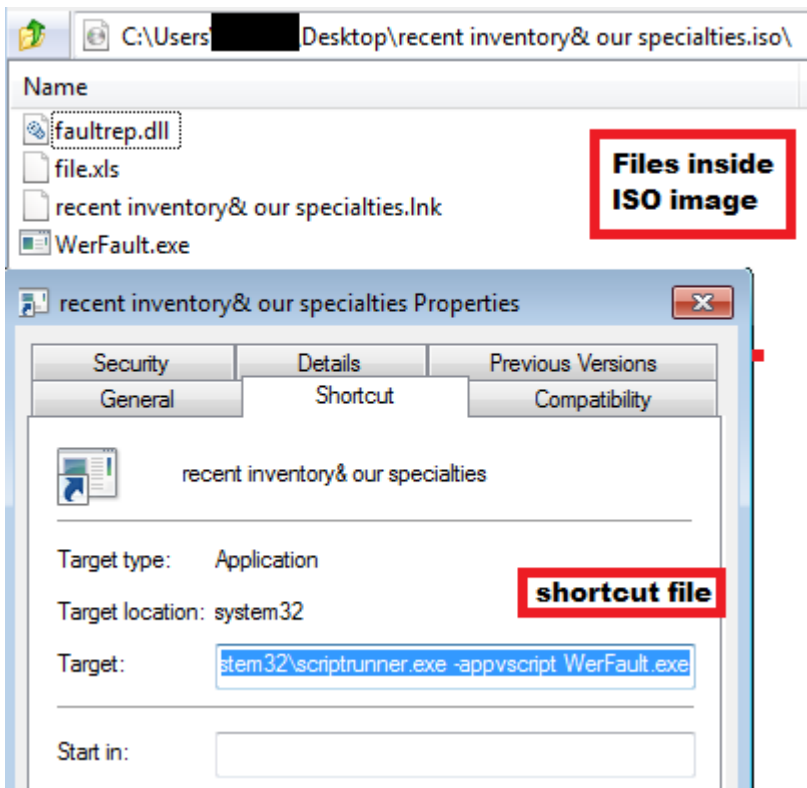 C:\Users\ Desktop\recent inventory& our specialties.iso\
Name
faultrep.dll
file.xls
recent inventory& our specialties.lnk
WerFault.exe
Files inside
ISO image
recent inventory& our specialties Properties
Security Details Previous Versions
General Shortcut Compatibility
recent inventory& our specialties
Target type: Application
Target location: system32
shortcut file
Target: stem32\scriptrunner.exe -appvscript WerFault.exe
Start in: